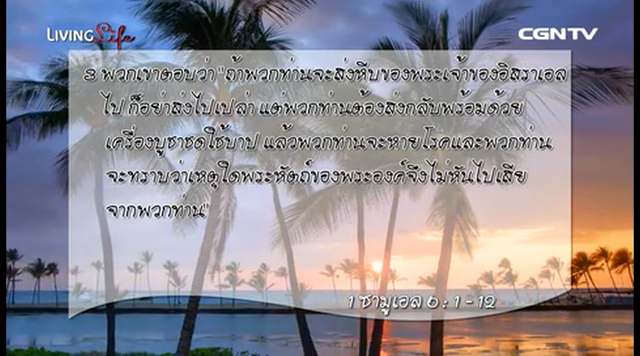 LIVING Life
CGNTV
3 พวกเขาตอบว่า "ถ้าพวกท่านจะส่งหีบของพระเจ้าของอิสราเอล
ไป ก็อย่าส่งไปเปล่า แต่พวกท่านต้องส่งกลับพร้อมด้วย
เครื่องบูชาชดใช้บาป แล้วพวกท่านจะหายโรคและพวกท่าน
จะทราบว่าเหตุใดพระหัตถ์ของพระองค์จึงไม่หันไปเสีย
จากพวกท่าน"
1 ซามูเอล 6 : 1 - 12